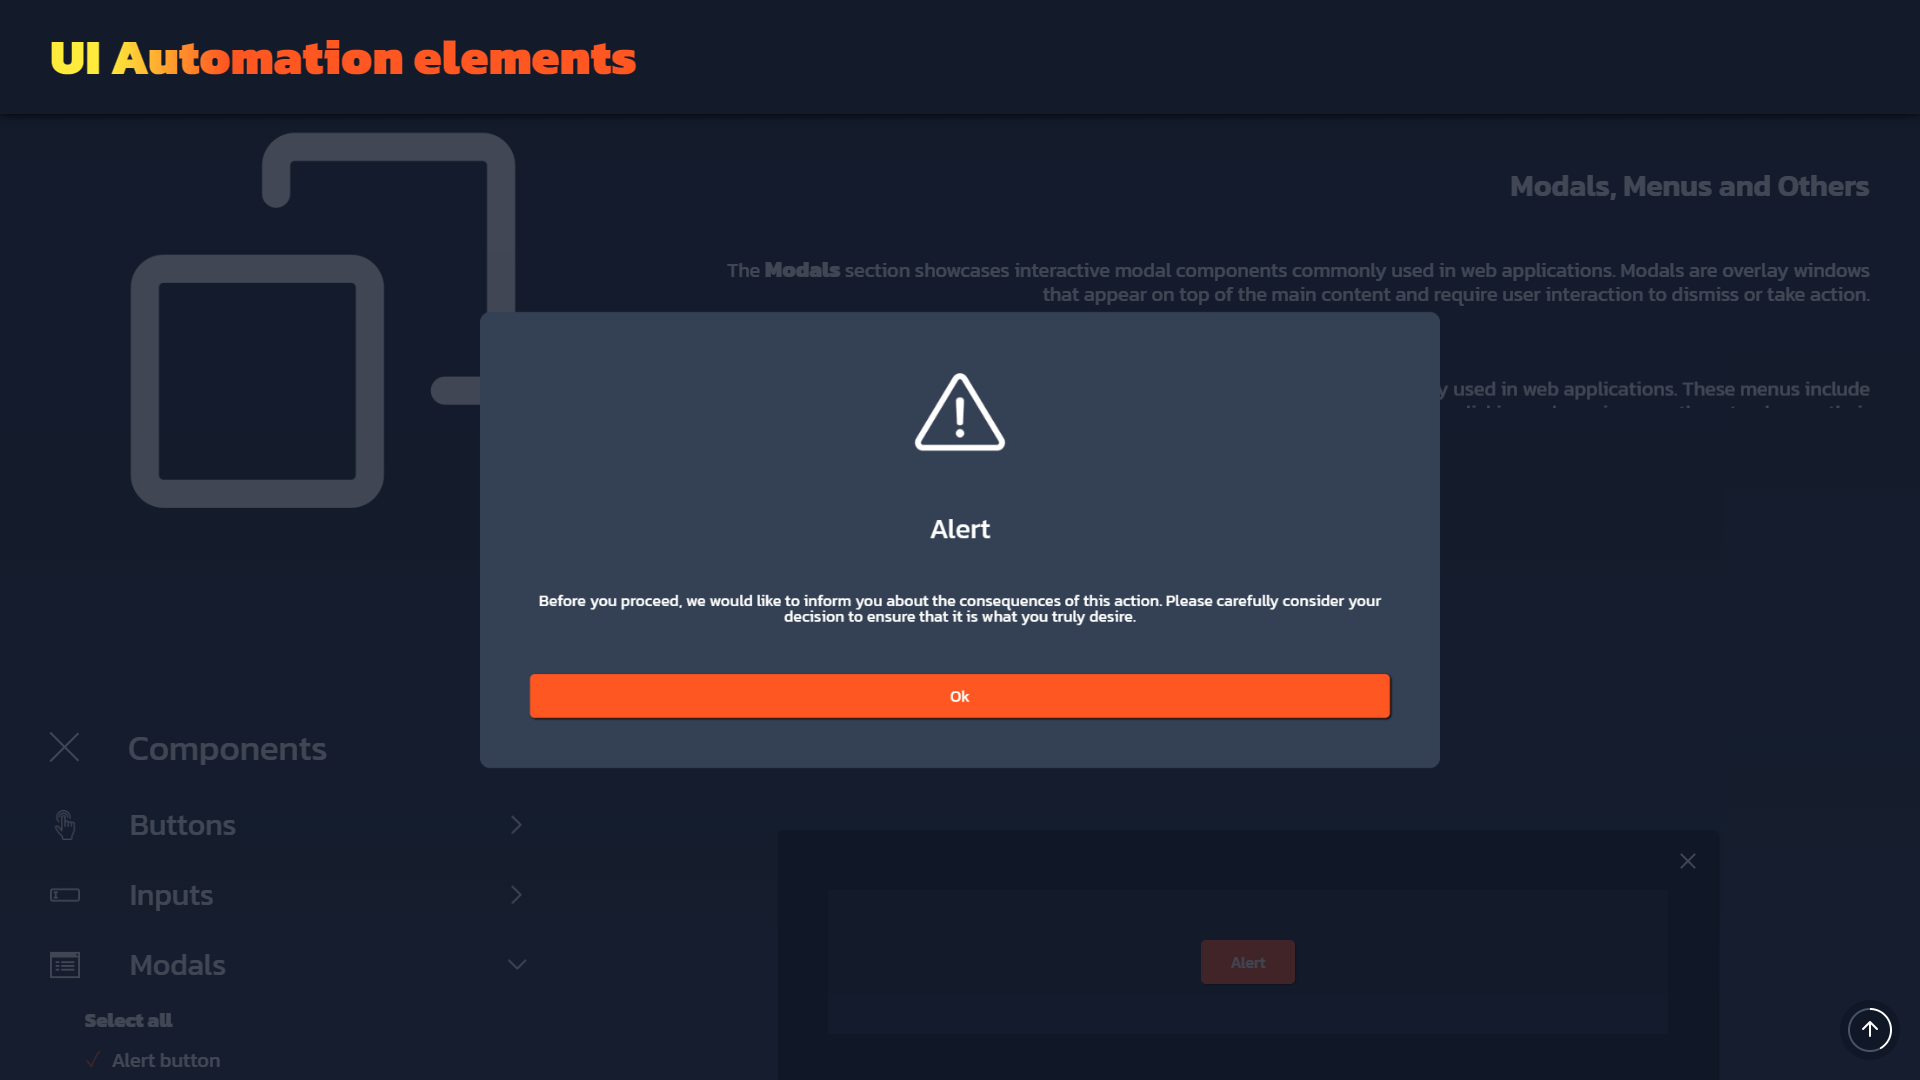 UI Automation elements
Modals, Menus and Others
The Modals section showcases interactive modal components commonly used in web applications. Modals are overlay windows
that appear on top of the main content and require user interaction to dismiss or take action.
used in web applications. These menus include
Alert
Before you proceed, we would like to inform you about the consequences of this action. Please carefully consider your
decision to ensure that it is what you truly desire.
Ok
Components
Buttons
Inputs
Modals
Select all
Alert button
Alert